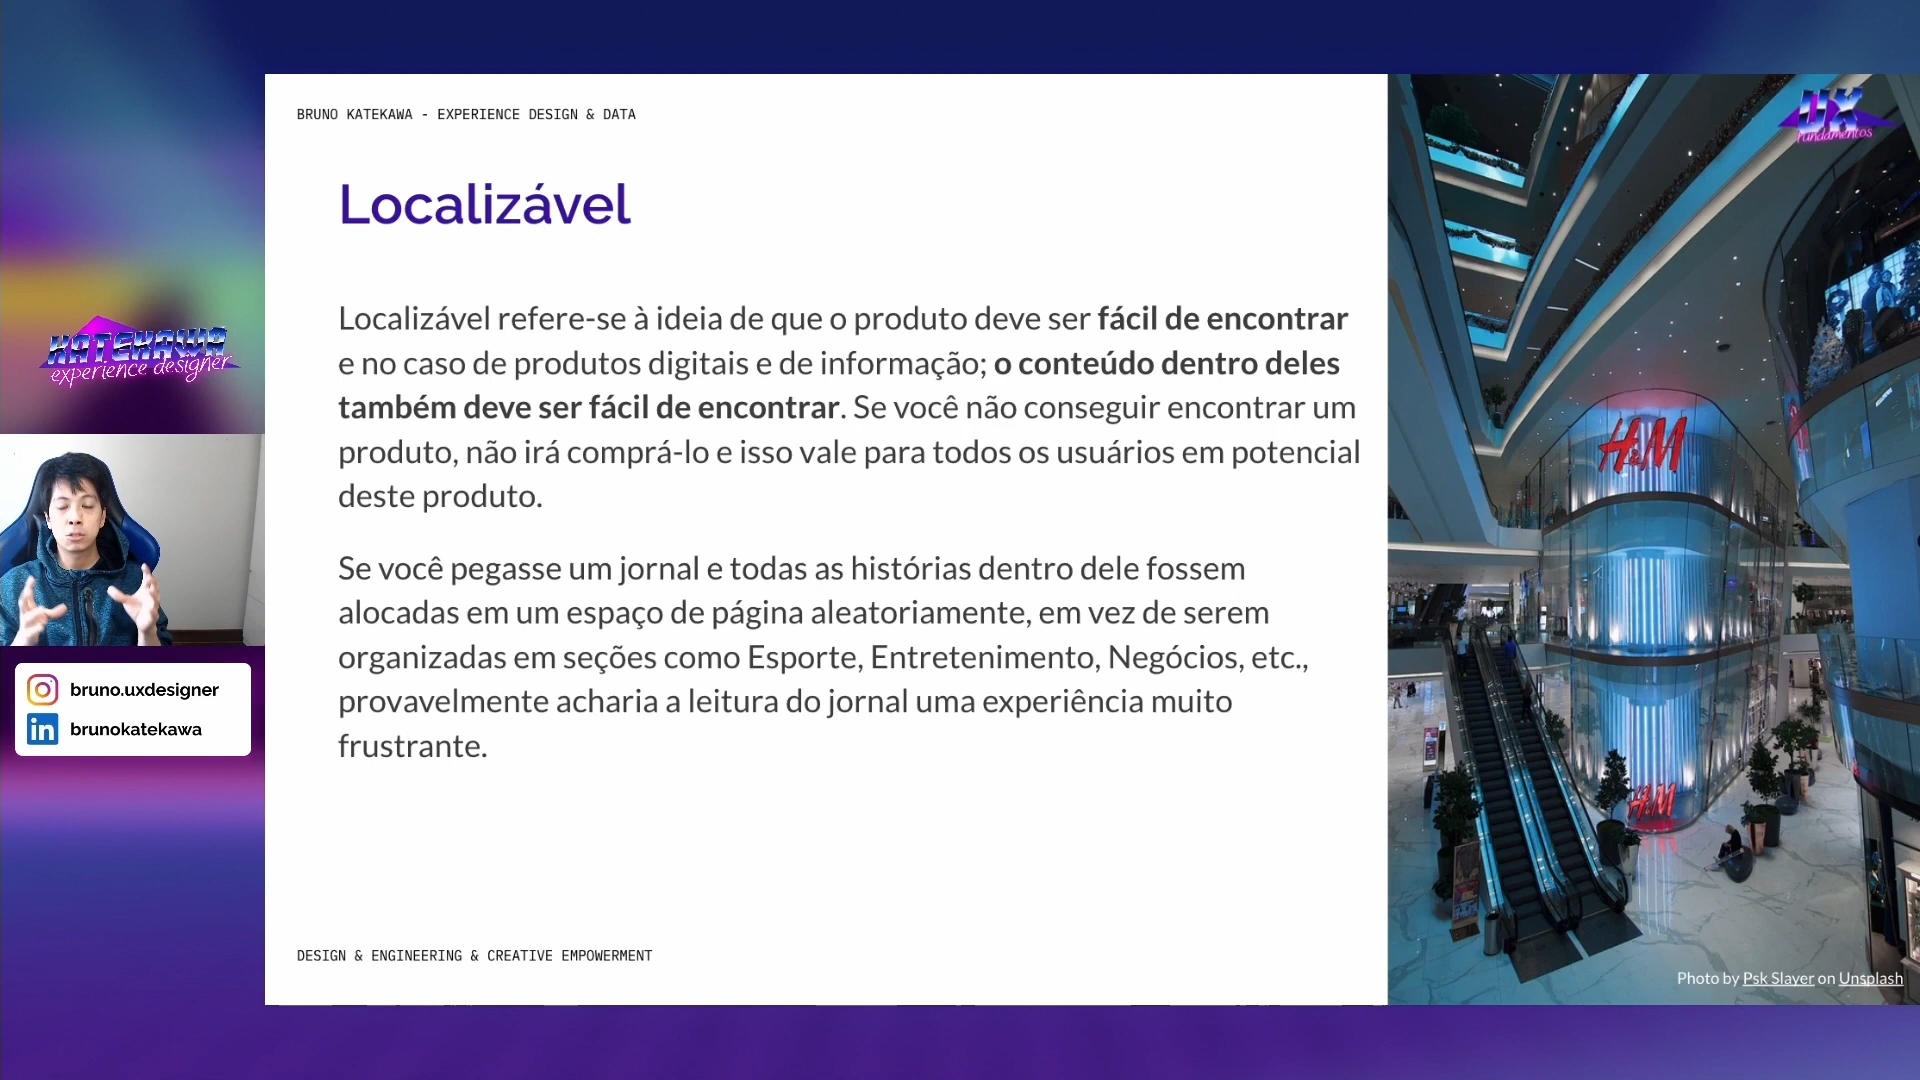 BRUNO KATEKAWA - EXPERIENCE DESIGN & DATA
UX
fundamentos
Localizável
Localizável refere-se à ideia de que o produto deve ser fácil de encontrar
e no caso de produtos digitais e de informação; o conteúdo dentro deles
também deve ser fácil de encontrar. Se você não conseguir encontrar um
produto, não irá comprá-lo e isso vale para todos os usuários em potencial
deste produto.
Se você pegasse um jornal e todas as histórias dentro dele fossem
alocadas em um espaço de página aleatoriamente, em vez de serem
organizadas em seções como Esporte, Entretenimento, Negócios, etc.,
provavelmente acharia a leitura do jornal uma experiência muito
frustrante.
DESIGN & ENGINEERING & CREATIVE EMPOWERMENT
KATEKAWA
experience designer
bruno.uxdesigner
in brunokatekawa
H&M
H&M
Photo by Psk Slayer on Unsplash